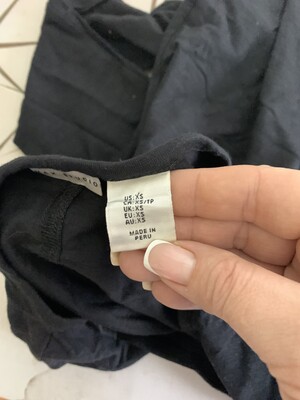 US:XS
CA:XS/TP
UK:XS
EU:XS
AU:XS
MADE IN
PERU